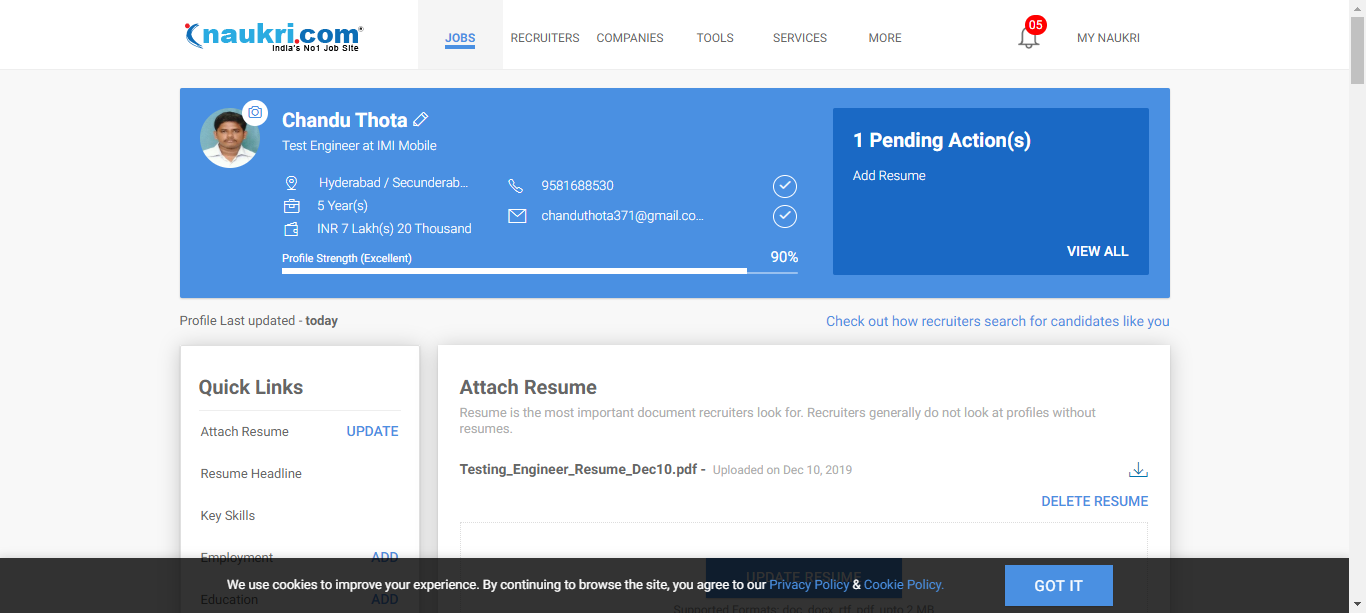 naukri.com
India's No1 Job Site
JOBS
RECRUITERS
COMPANIES
TOOLS
SERVICES
MORE
05
MY NAUKRI
Chandu Thota
Test Engineer at IMI Mobile
Hyderabad / Secunderab...
5 Year(s)
INR 7 Lakh(s) 20 Thousand
9581688530
chanduthota371@gmail.co...
Profile Strength (Excellent)
90%
1 Pending Action(s)
Add Resume
VIEW ALL
Profile Last updated - today
Check out how recruiters search for candidates like you
Quick Links
Attach Resume UPDATE
Resume Headline
Key Skills
Employment ADD
Education ADD
Attach Resume
Resume is the most important document recruiters look for. Recruiters generally do not look at profiles without
resumes.
Testing_Engineer_Resume_Dec10.pdf - Uploaded on Dec 10, 2019
DELETE RESUME
UPDATE RESUME
We use cookies to improve your experience. By continuing to browse the site, you agree to our Privacy Policy & Cookie Policy.
GOT IT
Supported Formats: doc, docx, rtf, pdf, upto 2 MB